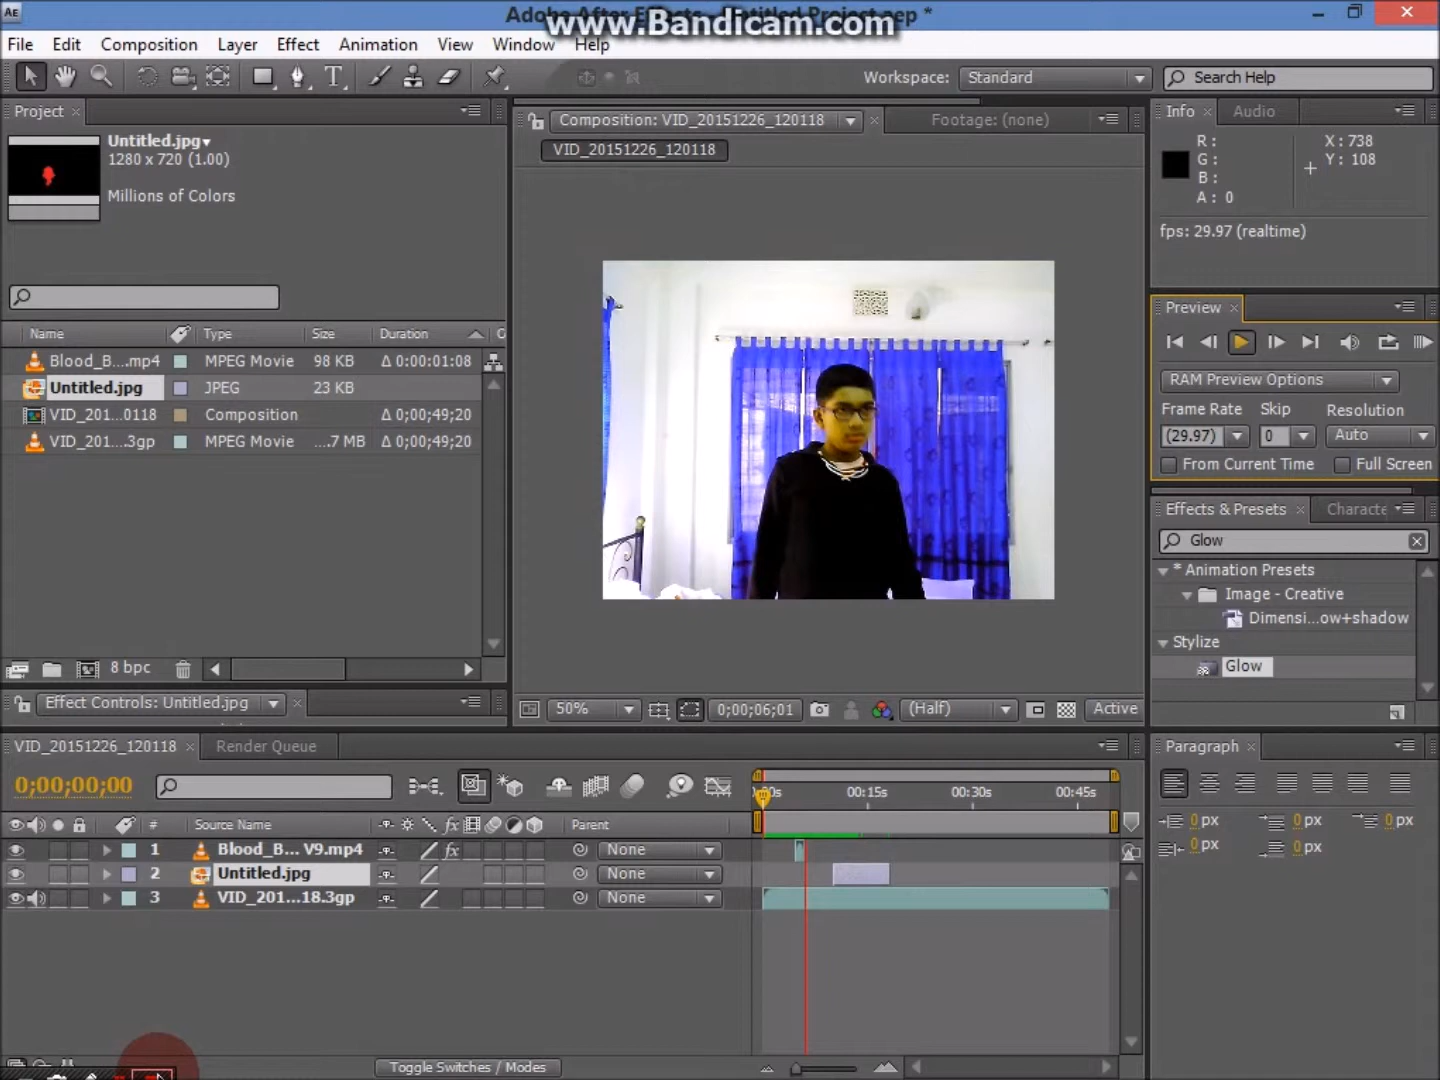 Ae
Adobe After Effects - Untitled Project.aep *
www.Bandicam.com
File Edit Composition Layer Effect Animation View Window Help
Workspace: Standard Search Help
Project
Untitled.jpg
1280 x 720 (1.00)
Millions of Colors
Name Type Size Duration
Blood_B....mp4 MPEG Movie 98 KB Δ 0:00:01:08
Untitled.jpg JPEG 23 KB
VID_201...0118 Composition Δ 0;00;49;20
VID_201...3gp MPEG Movie ....7 MB Δ 0;00;49;20
8 bpc
Effect Controls: Untitled.jpg
Composition: VID_20151226_120118 Footage: (none)
VID_20151226_120118
50% 0;00;06;01 (Half) Active
Info Audio
R : X : 738
G : Y : 108
B :
A : 0
fps: 29.97 (realtime)
Preview
RAM Preview Options
Frame Rate Skip Resolution
(29.97) 0 Auto
From Current Time Full Screen
Effects & Presets Characte
Glow
* Animation Presets
Image - Creative
Dimensi...ow+shadow
Stylize
Glow
VID_20151226_120118 Render Queue
0;00;00;00
00:15s 00:30s 00:45s
# Source Name fx Parent
1 Blood_B... V9.mp4 fx None
2 Untitled.jpg None
3 VID_201...18.3gp None
Toggle Switches / Modes
Paragraph
0 px 0 px 0 px
0 px 0 px